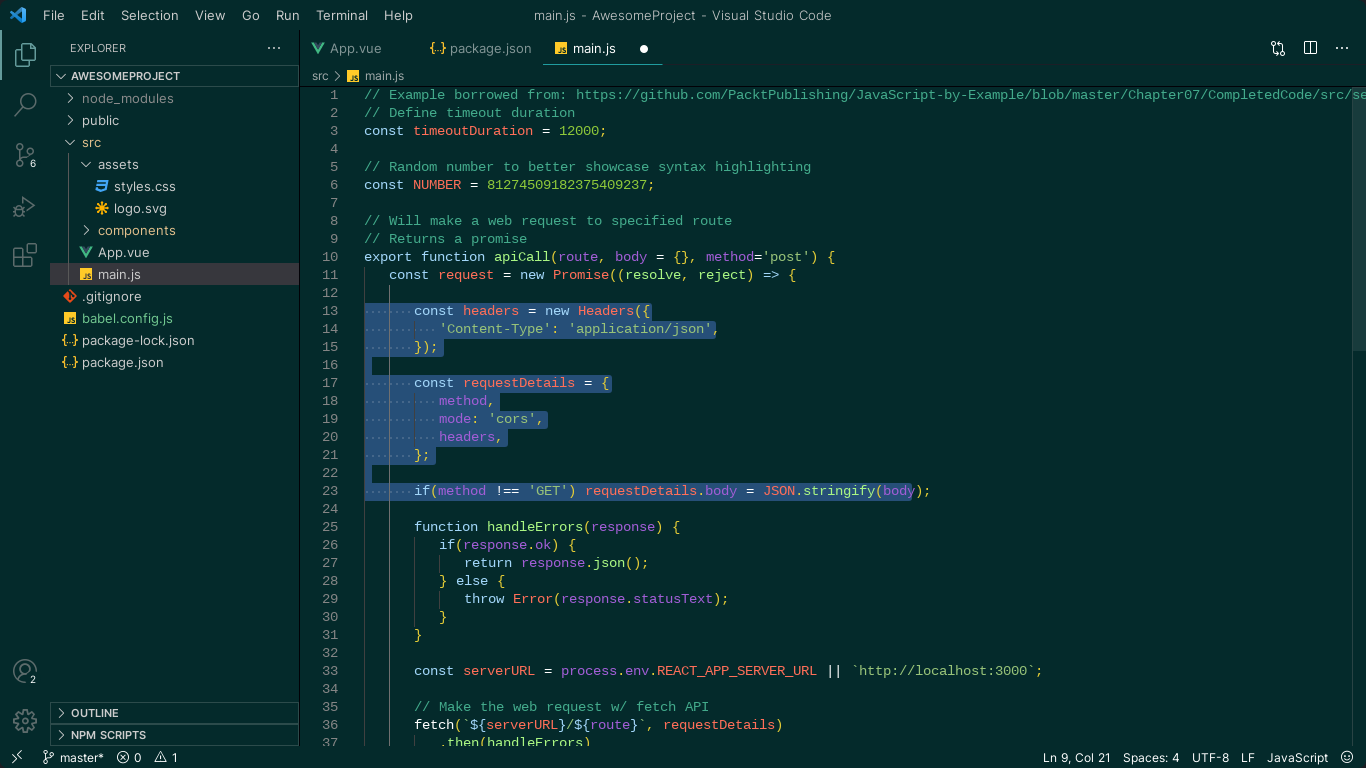 File Edit Selection View Go Run Terminal Help
main.js - AwesomeProject - Visual Studio Code
EXPLORER
AWESOMEPROJECT
node_modules
public
src
assets
styles.css
logo.svg
components
App.vue
main.js
.gitignore
babel.config.js
package-lock.json
package.json
OUTLINE
NPM SCRIPTS
6
2
App.vue
package.json
main.js
src
main.js
1 // Example borrowed from: https://github.com/PacktPublishing/JavaScript-by-Example/blob/master/Chapter07/CompletedCode/src/se
2 // Define timeout duration
3 const timeoutDuration = 12000;
4
5 // Random number to better showcase syntax highlighting
6 const NUMBER = 81274509182375409237;
7
8 // Will make a web request to specified route
9 // Returns a promise
10 export function apiCall(route, body = {}, method='post') {
11 const request = new Promise((resolve, reject) => {
12
13 const headers = new Headers({
14 'Content-Type': 'application/json',
15 });
16
17 const requestDetails = {
18 method,
19 mode: 'cors',
20 headers,
21 };
22
23 if(method !== 'GET') requestDetails.body = JSON.stringify(body);
24
25 function handleErrors(response) {
26 if(response.ok) {
27 return response.json();
28 } else {
29 throw Error(response.statusText);
30 }
31 }
32
33 const serverURL = process.env.REACT_APP_SERVER_URL || `http://localhost:3000`;
34
35 // Make the web request w/ fetch API
36 fetch(`${serverURL}/${route}`, requestDetails)
37 .then(handleErrors)
master* 0 1
Ln 9, Col 21 Spaces: 4 UTF-8 LF JavaScript